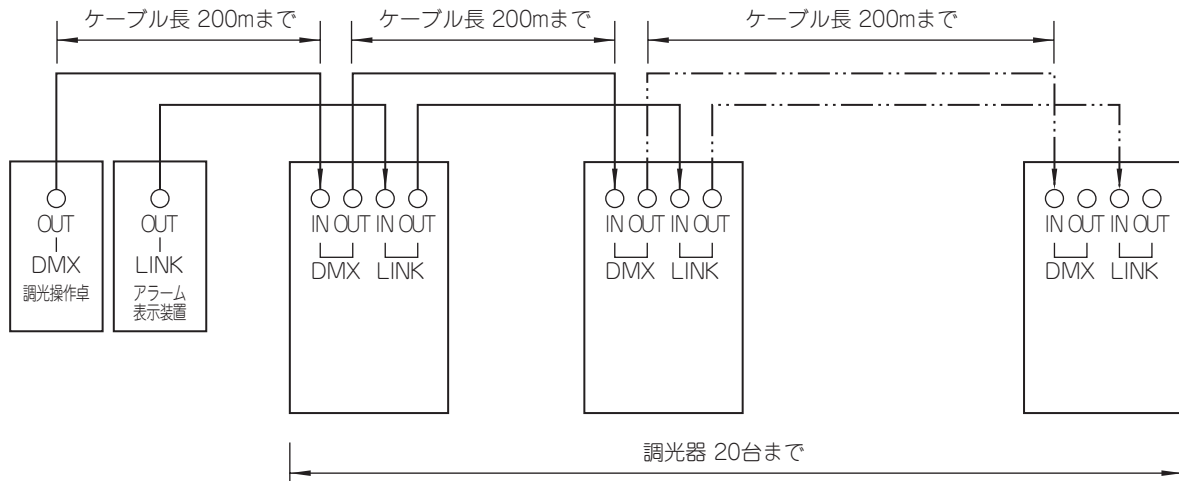 ケーブル長 200mまで
ケーブル長 200mまで
ケーブル長 200mまで
OUT
DMX
調光操作卓
OUT
LINK
アラーム
表示装置
IN OUT IN OUT
DMX LINK
IN OUT IN OUT
DMX LINK
IN OUT IN OUT
DMX LINK
調光器 20台まで